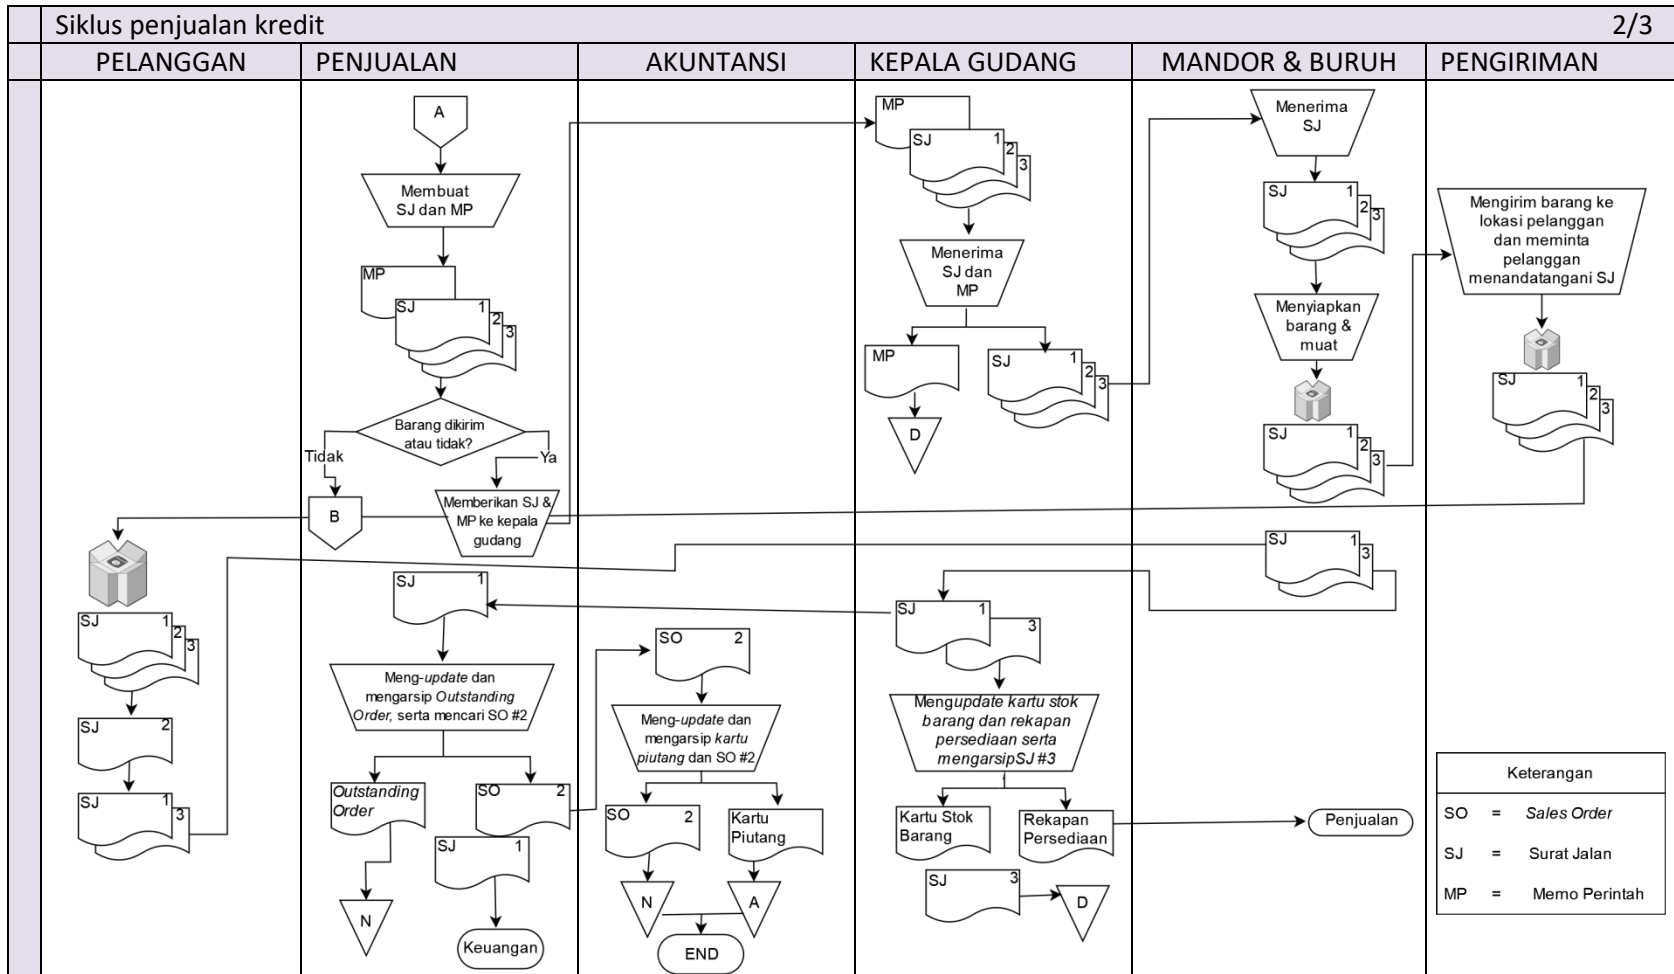 Siklus penjualan kredit 2/3
PELANGGAN PENJUALAN AKUNTANSI KEPALA GUDANG MANDOR & BURUH PENGIRIMAN
SJ 1
2
3
SJ 2
SJ 1
3
A
Membuat
SJ dan MP
MP
SJ 1
2
3
Barang dikirim
atau tidak?
Tidak
Ya
B
Memberikan SJ &
MP ke kepala
gudang
SJ 1
Meng-update dan
mengarsip Outstanding
Order, serta mencari SO #2
Outstanding
Order
SO 2
SJ 1
N
Keuangan
SO 2
Meng-update dan
mengarsip kartu
piutang dan SO #2
SO 2
Kartu
Piutang
N
A
END
MP
SJ 1
2
3
Menerima
SJ dan
MP
MP
SJ 1
2
3
D
SJ 1
3
Mengupdate kartu stok
barang dan rekapan
persediaan serta
mengarsipSJ #3
Kartu Stok
Barang
Rekapan
Persediaan
SJ 3
D
Menerima
SJ
SJ 1
2
3
Menyiapkan
barang &
muat
SJ 1
2
3
SJ 1
3
Penjualan
Mengirim barang ke
lokasi pelanggan
dan meminta
pelanggan
menandatangani SJ
SJ 1
2
3
Keterangan
SO = Sales Order
SJ = Surat Jalan
MP = Memo Perintah